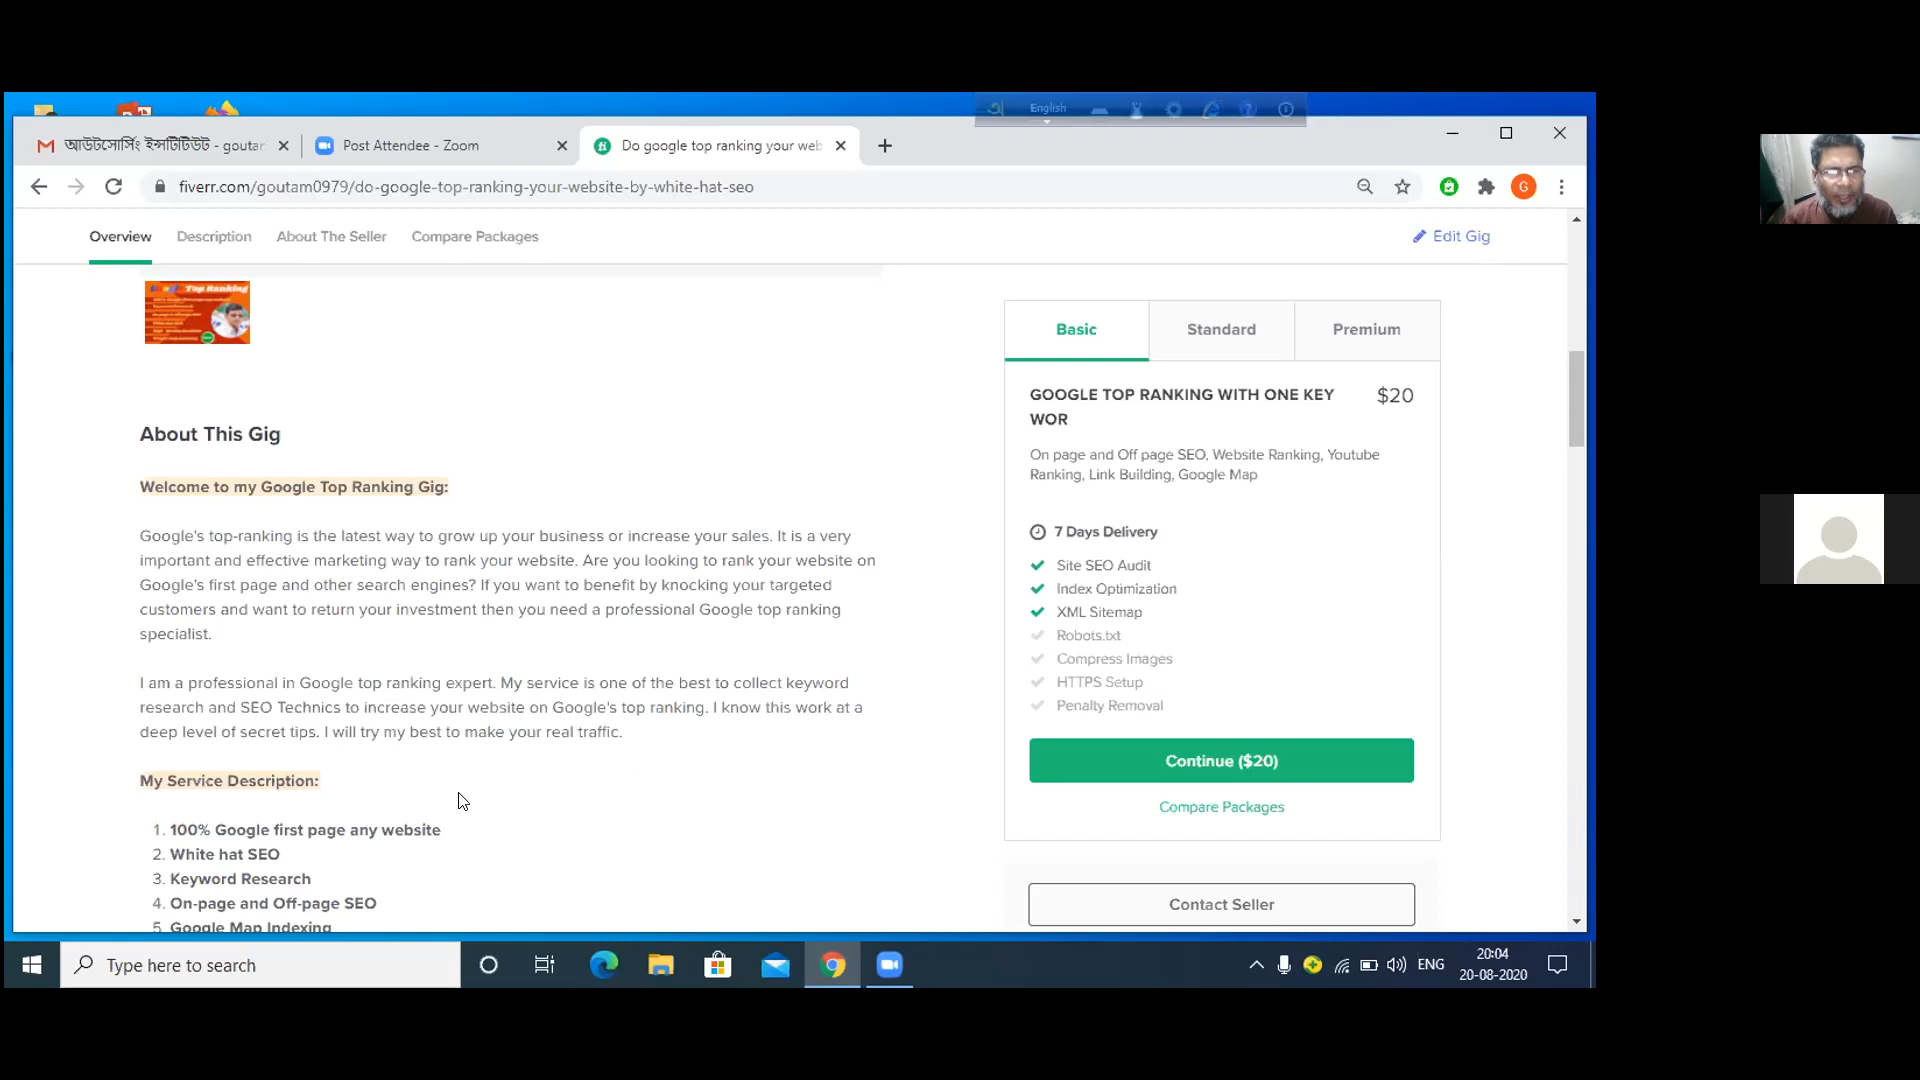 English
আউটসোর্সিং ইন্সটিটিউট - goutar
Post Attendee - Zoom
Do google top ranking your web
fiverr.com/goutam0979/do-google-top-ranking-your-website-by-white-hat-seo
G
Overview
Description
About The Seller
Compare Packages
Edit Gig
Top Ranking
Basic
Standard
Premium
GOOGLE TOP RANKING WITH ONE KEY
WOR
$20
On page and Off page SEO, Website Ranking, Youtube
Ranking, Link Building, Google Map
7 Days Delivery
Site SEO Audit
Index Optimization
XML Sitemap
Robots.txt
Compress Images
HTTPS Setup
Penalty Removal
Continue ($20)
Compare Packages
Contact Seller
About This Gig
Welcome to my Google Top Ranking Gig:
Google's top-ranking is the latest way to grow up your business or increase your sales. It is a very
important and effective marketing way to rank your website. Are you looking to rank your website on
Google's first page and other search engines? If you want to benefit by knocking your targeted
customers and want to return your investment then you need a professional Google top ranking
specialist.
I am a professional in Google top ranking expert. My service is one of the best to collect keyword
research and SEO Technics to increase your website on Google's top ranking. I know this work at a
deep level of secret tips. I will try my best to make your real traffic.
My Service Description:
1. 100% Google first page any website
2. White hat SEO
3. Keyword Research
4. On-page and Off-page SEO
5. Google Map Indexing
Type here to search
ENG
20:04
20-08-2020